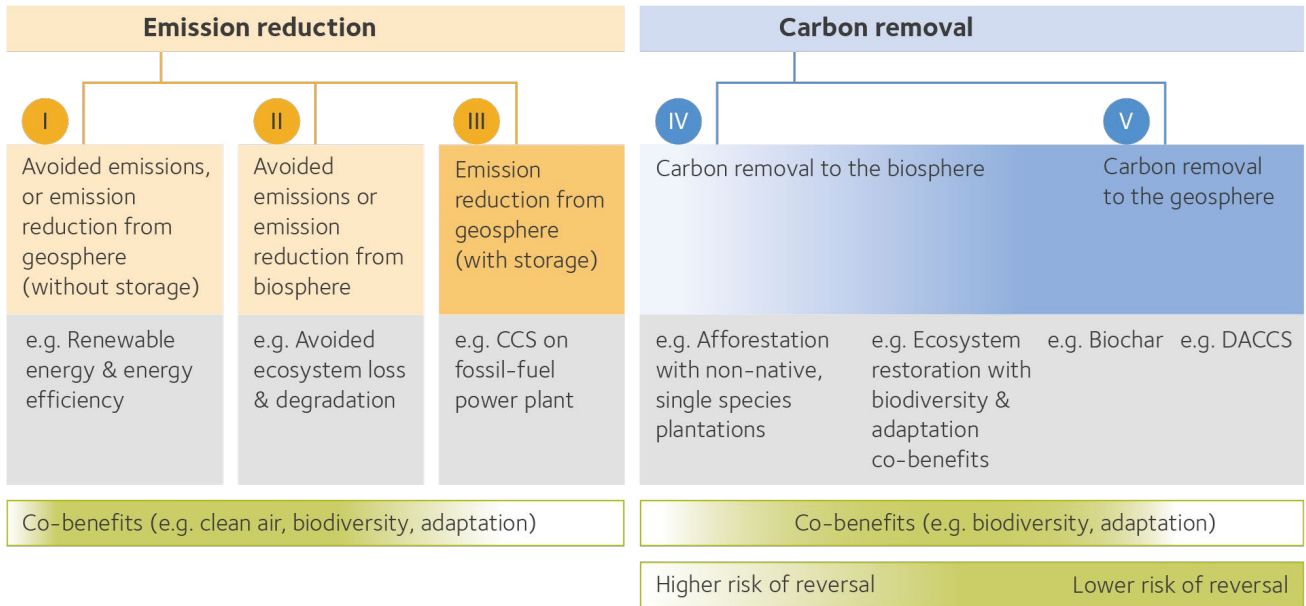 Emission reduction
Carbon removal
I
II
III
IV
V
Avoided emissions,
or emission
reduction from
geosphere
(without storage)
Avoided
emissions or
emission
reduction from
biosphere
Emission
reduction from
geosphere
(with storage)
Carbon removal to the biosphere
Carbon removal
to the geosphere
e.g. Renewable
energy & energy
efficiency
e.g. Avoided
ecosystem loss
& degradation
e.g. CCS on
fossil-fuel
power plant
e.g. Afforestation
with non-native,
single species
plantations
e.g. Ecosystem
restoration with
biodiversity &
adaptation
co-benefits
e.g. Biochar
e.g. DACCS
Co-benefits (e.g. clean air, biodiversity, adaptation)
Co-benefits (e.g. biodiversity, adaptation)
Higher risk of reversal
Lower risk of reversal